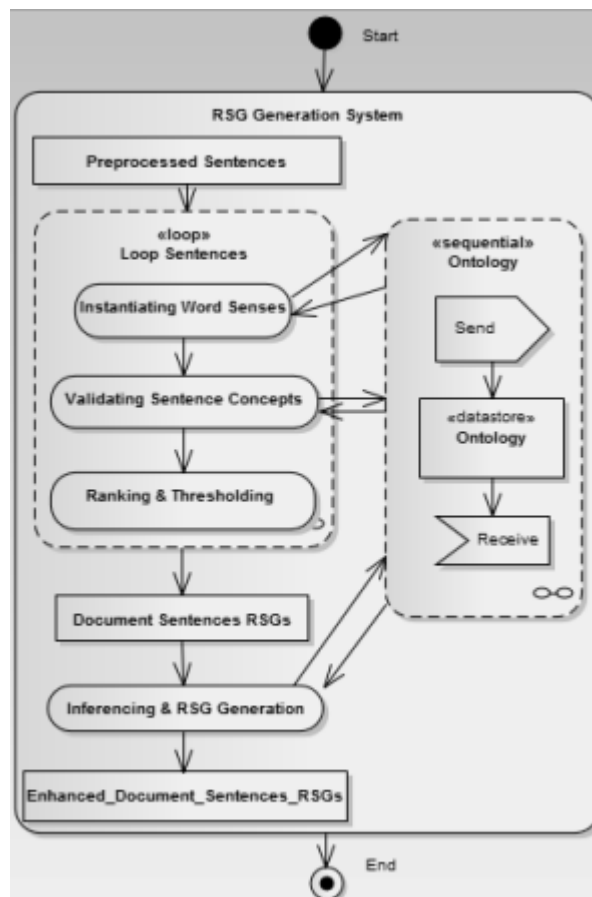 Start
RSG Generation System
Preprocessed Sentences
«loop»
Loop Sentences
Instantiating Word Senses
Validating Sentence Concepts
Ranking & Thresholding
«sequential»
Ontology
Send
«datastore»
Ontology
Receive
Document Sentences RSGs
Inferencing & RSG Generation
Enhanced_Document_Sentences_RSGs
End